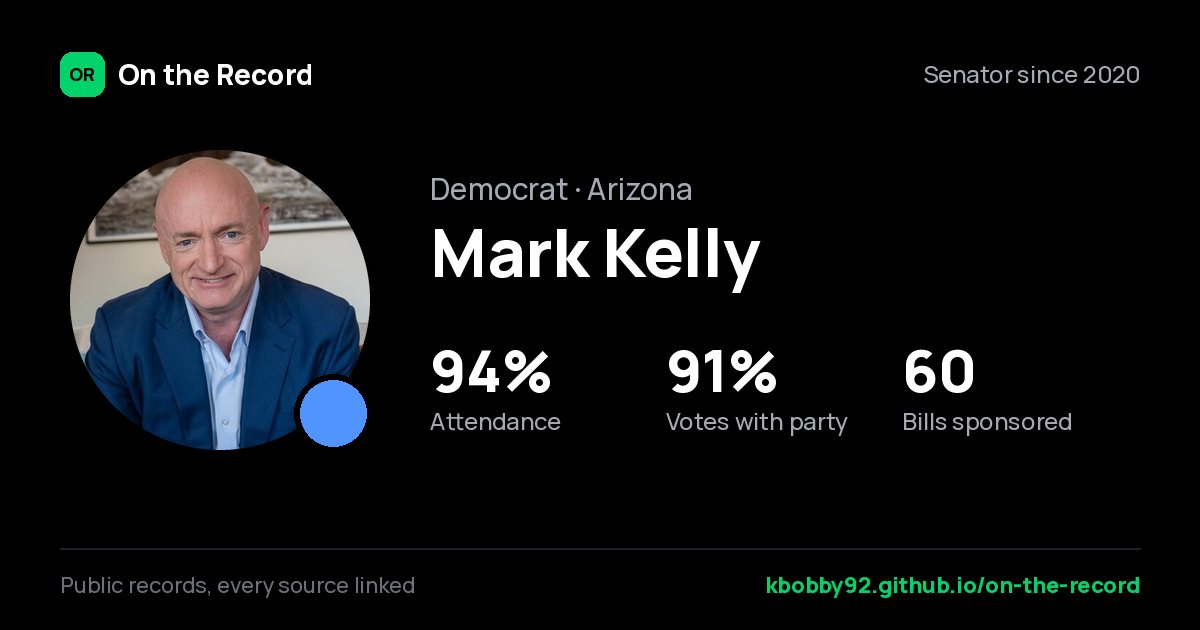 OR On the Record
Senator since 2020
Democrat · Arizona
Mark Kelly
94% 91% 60
Attendance Votes with party Bills sponsored
Public records, every source linked
kbobby92.github.io/on-the-record